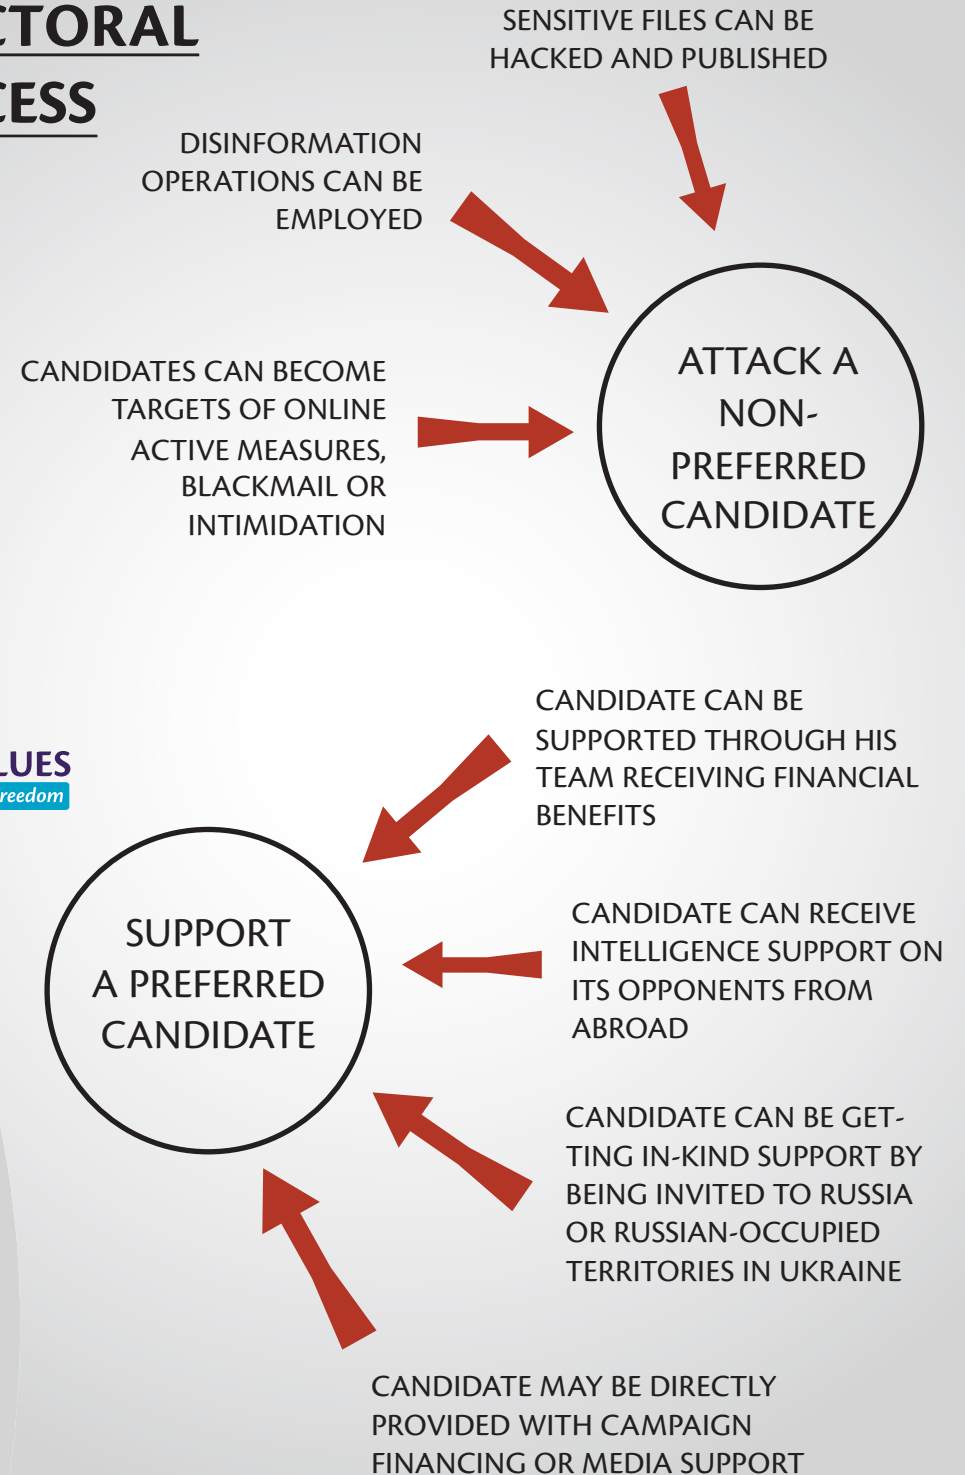 CTORAL
CESS
SENSITIVE FILES CAN BE
HACKED AND PUBLISHED
DISINFORMATION
OPERATIONS CAN BE
EMPLOYED
CANDIDATES CAN BECOME
TARGETS OF ONLINE
ACTIVE MEASURES,
BLACKMAIL OR
INTIMIDATION
ATTACK A
NON-
PREFERRED
CANDIDATE
CANDIDATE CAN BE
SUPPORTED THROUGH HIS
TEAM RECEIVING FINANCIAL
BENEFITS
LUES
freedom
SUPPORT
A PREFERRED
CANDIDATE
CANDIDATE CAN RECEIVE
INTELLIGENCE SUPPORT ON
ITS OPPONENTS FROM
ABROAD
CANDIDATE CAN BE GET-
TING IN-KIND SUPPORT BY
BEING INVITED TO RUSSIA
OR RUSSIAN-OCCUPIED
TERRITORIES IN UKRAINE
CANDIDATE MAY BE DIRECTLY
PROVIDED WITH CAMPAIGN
FINANCING OR MEDIA SUPPORT